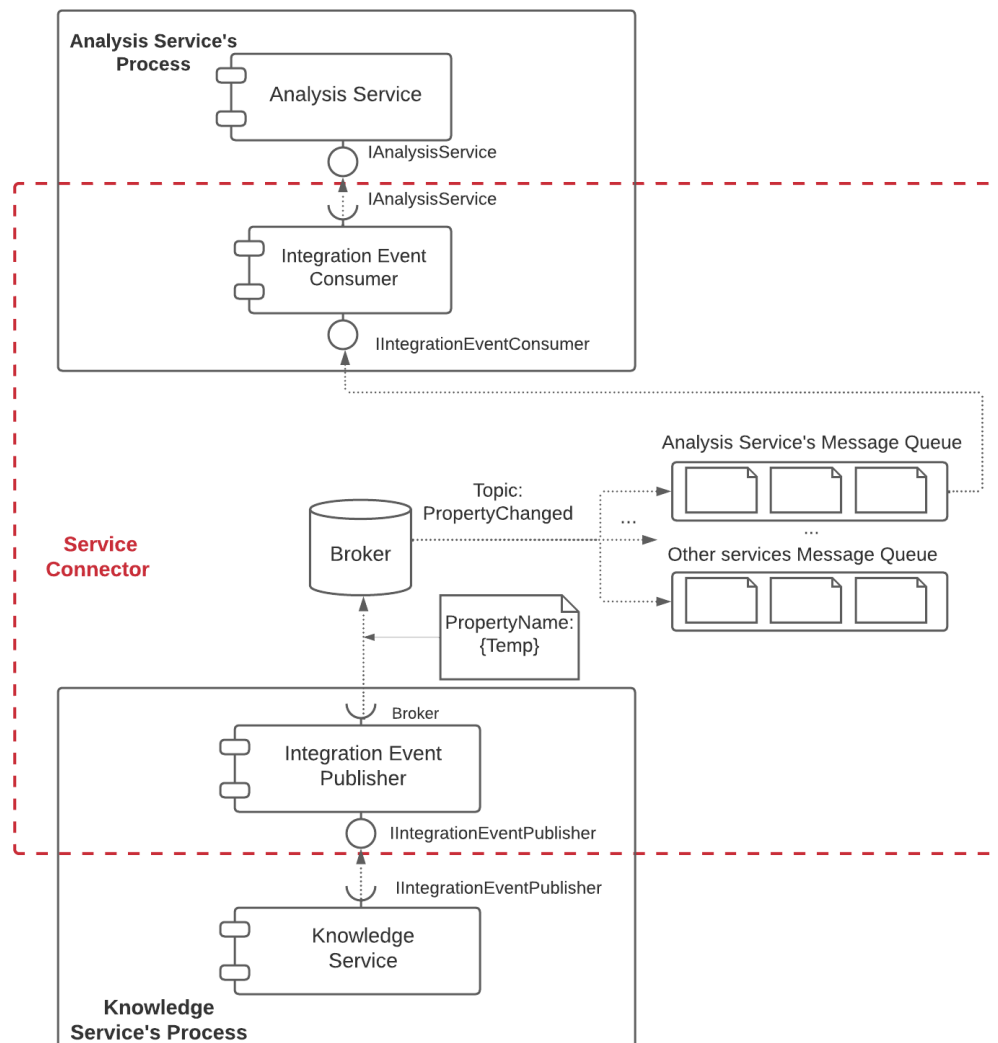 Analysis Service's
Process
Analysis Service
IAnalysisService
IAnalysisService
Integration Event
Consumer
IIntegrationEventConsumer
Analysis Service's Message Queue
Topic:
PropertyChanged
...
...
Other services Message Queue
Broker
Service
Connector
PropertyName:
{Temp}
Broker
Integration Event
Publisher
IIntegrationEventPublisher
IIntegrationEventPublisher
Knowledge
Service
Knowledge
Service's Process